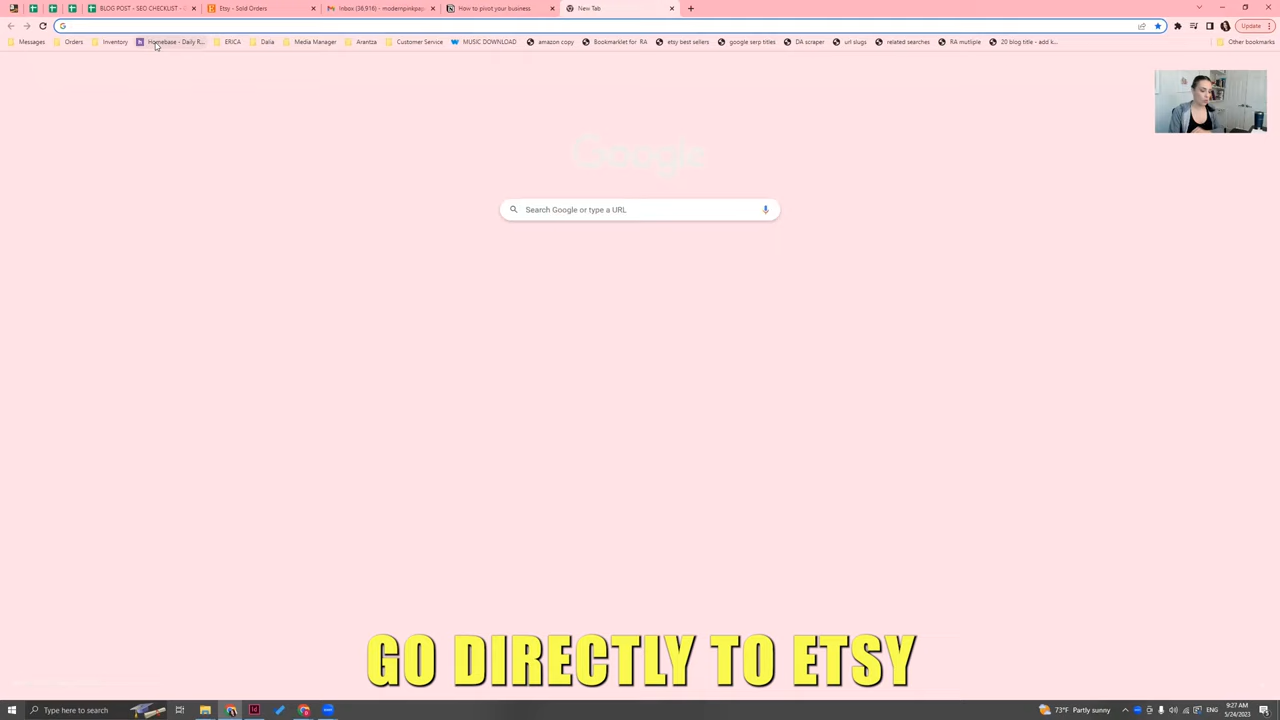 BLOG POST - SEO CHECKLIST - G
Etsy - Sold Orders
Inbox (36,916) - modernpinkpap
How to pivot your business
New Tab
Update
Messages
Orders
Inventory
Homebase - Daily R...
ERICA
Dalia
Media Manager
Arantza
Customer Service
MUSIC DOWNLOAD
amazon copy
Bookmarklet for RA
etsy best sellers
google serp titles
DA scraper
url slugs
related searches
RA mutliple
20 blog title - add k...
Other bookmarks
Google
Search Google or type a URL
GO DIRECTLY TO ETSY
Type here to search
73°F Partly sunny
ENG
9:27 AM
5/24/2023